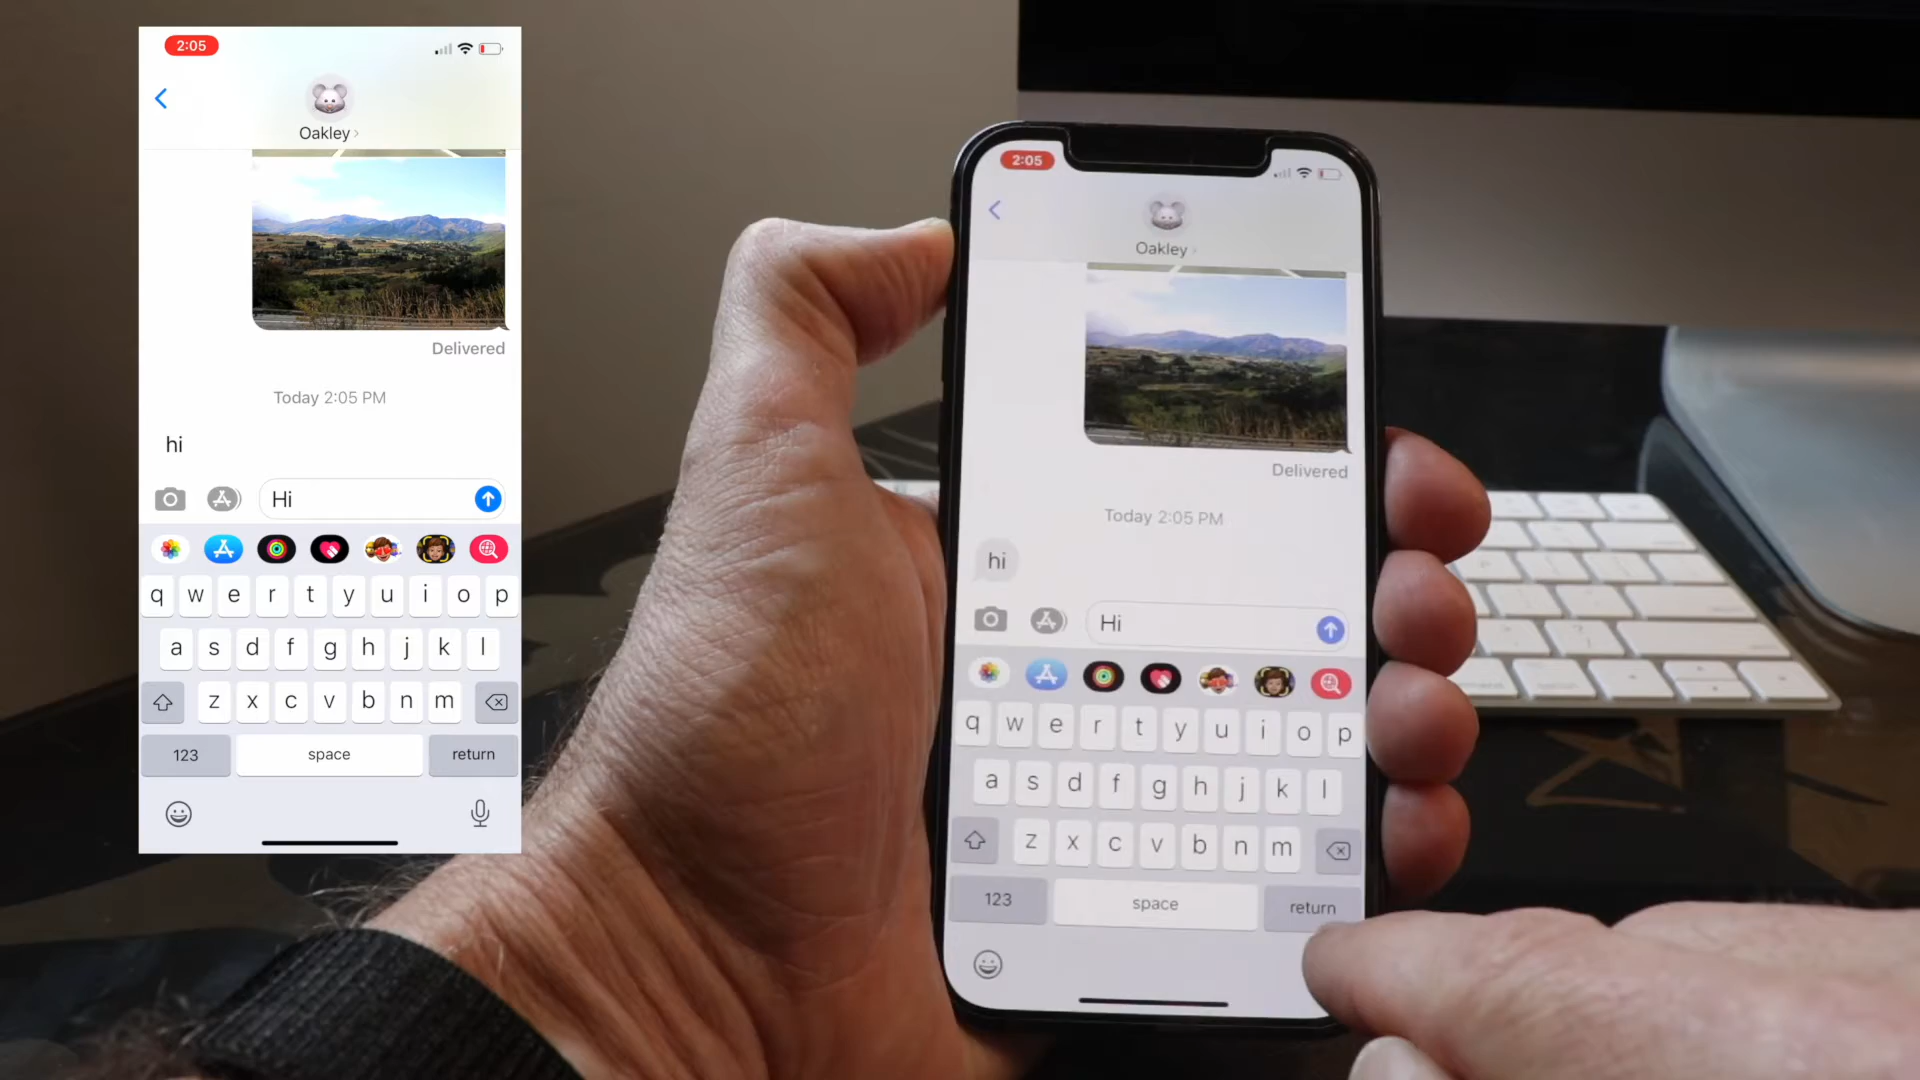 2:05
Oakley
Delivered
Today 2:05 PM
hi
Hi
q w e r t y u i o p
a s d f g h j k l
z x c v b n m
123 space return
2:05
Oakley
Delivered
Today 2:05 PM
hi
Hi
q w e r t y u i o p
a s d f g h j k l
z x c v b n m
123 space return